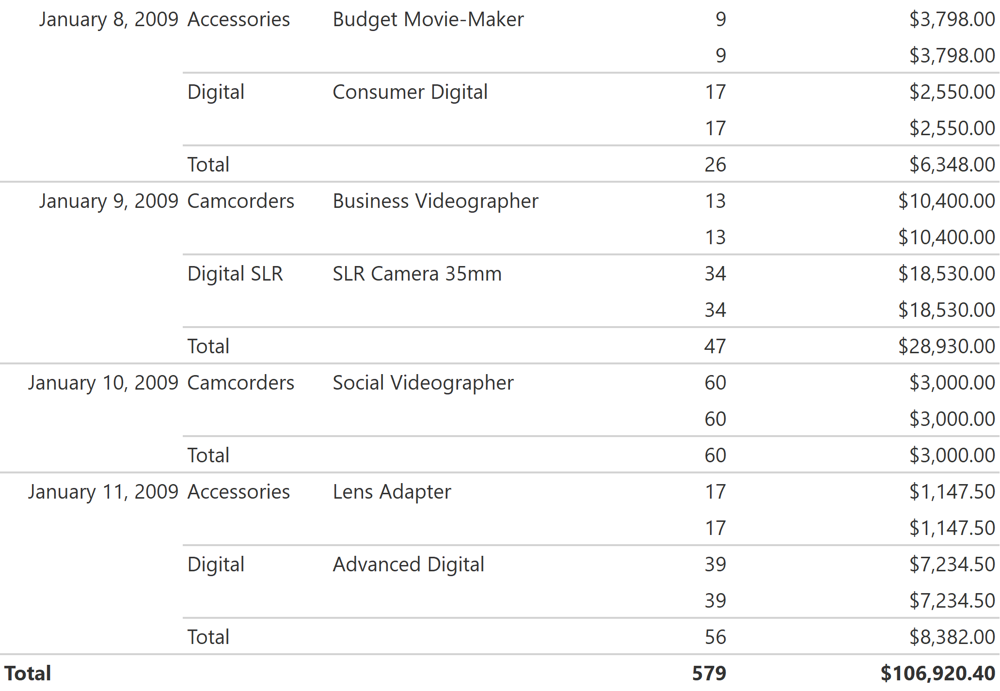 January 8, 2009 Accessories Budget Movie-Maker 9 $3,798.00
9 $3,798.00
Digital Consumer Digital 17 $2,550.00
17 $2,550.00
Total 26 $6,348.00
January 9, 2009 Camcorders Business Videographer 13 $10,400.00
13 $10,400.00
Digital SLR SLR Camera 35mm 34 $18,530.00
34 $18,530.00
Total 47 $28,930.00
January 10, 2009 Camcorders Social Videographer 60 $3,000.00
60 $3,000.00
Total 60 $3,000.00
January 11, 2009 Accessories Lens Adapter 17 $1,147.50
17 $1,147.50
Digital Advanced Digital 39 $7,234.50
39 $7,234.50
Total 56 $8,382.00
Total 579 $106,920.40